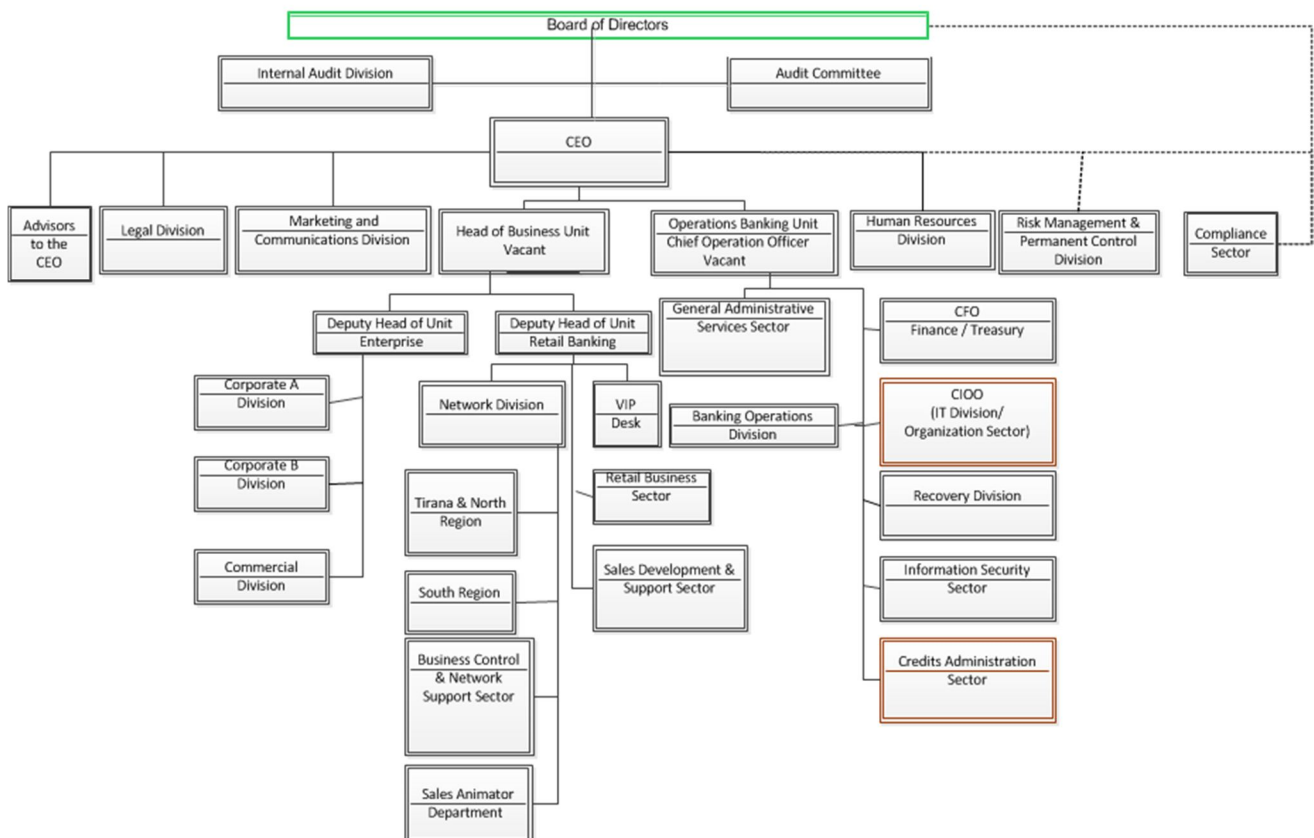 Board of Directors
Internal Audit Division
Audit Committee
CEO
Advisors
to the
CEO
Legal Division
Marketing and
Communications Division
Head of Business Unit
Vacant
Operations Banking Unit
Chief Operation Officer
Vacant
Human Resources
Division
Risk Management &
Permanent Control
Division
Compliance
Sector
Deputy Head of Unit
Enterprise
Deputy Head of Unit
Retail Banking
General Administrative
Services Sector
CFO
Finance / Treasury
Corporate A
Division
Network Division
VIP
Desk
Banking Operations
Division
CIOO
(IT Division/
Organization Sector)
Corporate B
Division
Tirana & North
Region
Retail Business
Sector
Recovery Division
Commercial
Division
South Region
Sales Development &
Support Sector
Information Security
Sector
Business Control
& Network
Support Sector
Credits Administration
Sector
Sales Animator
Department